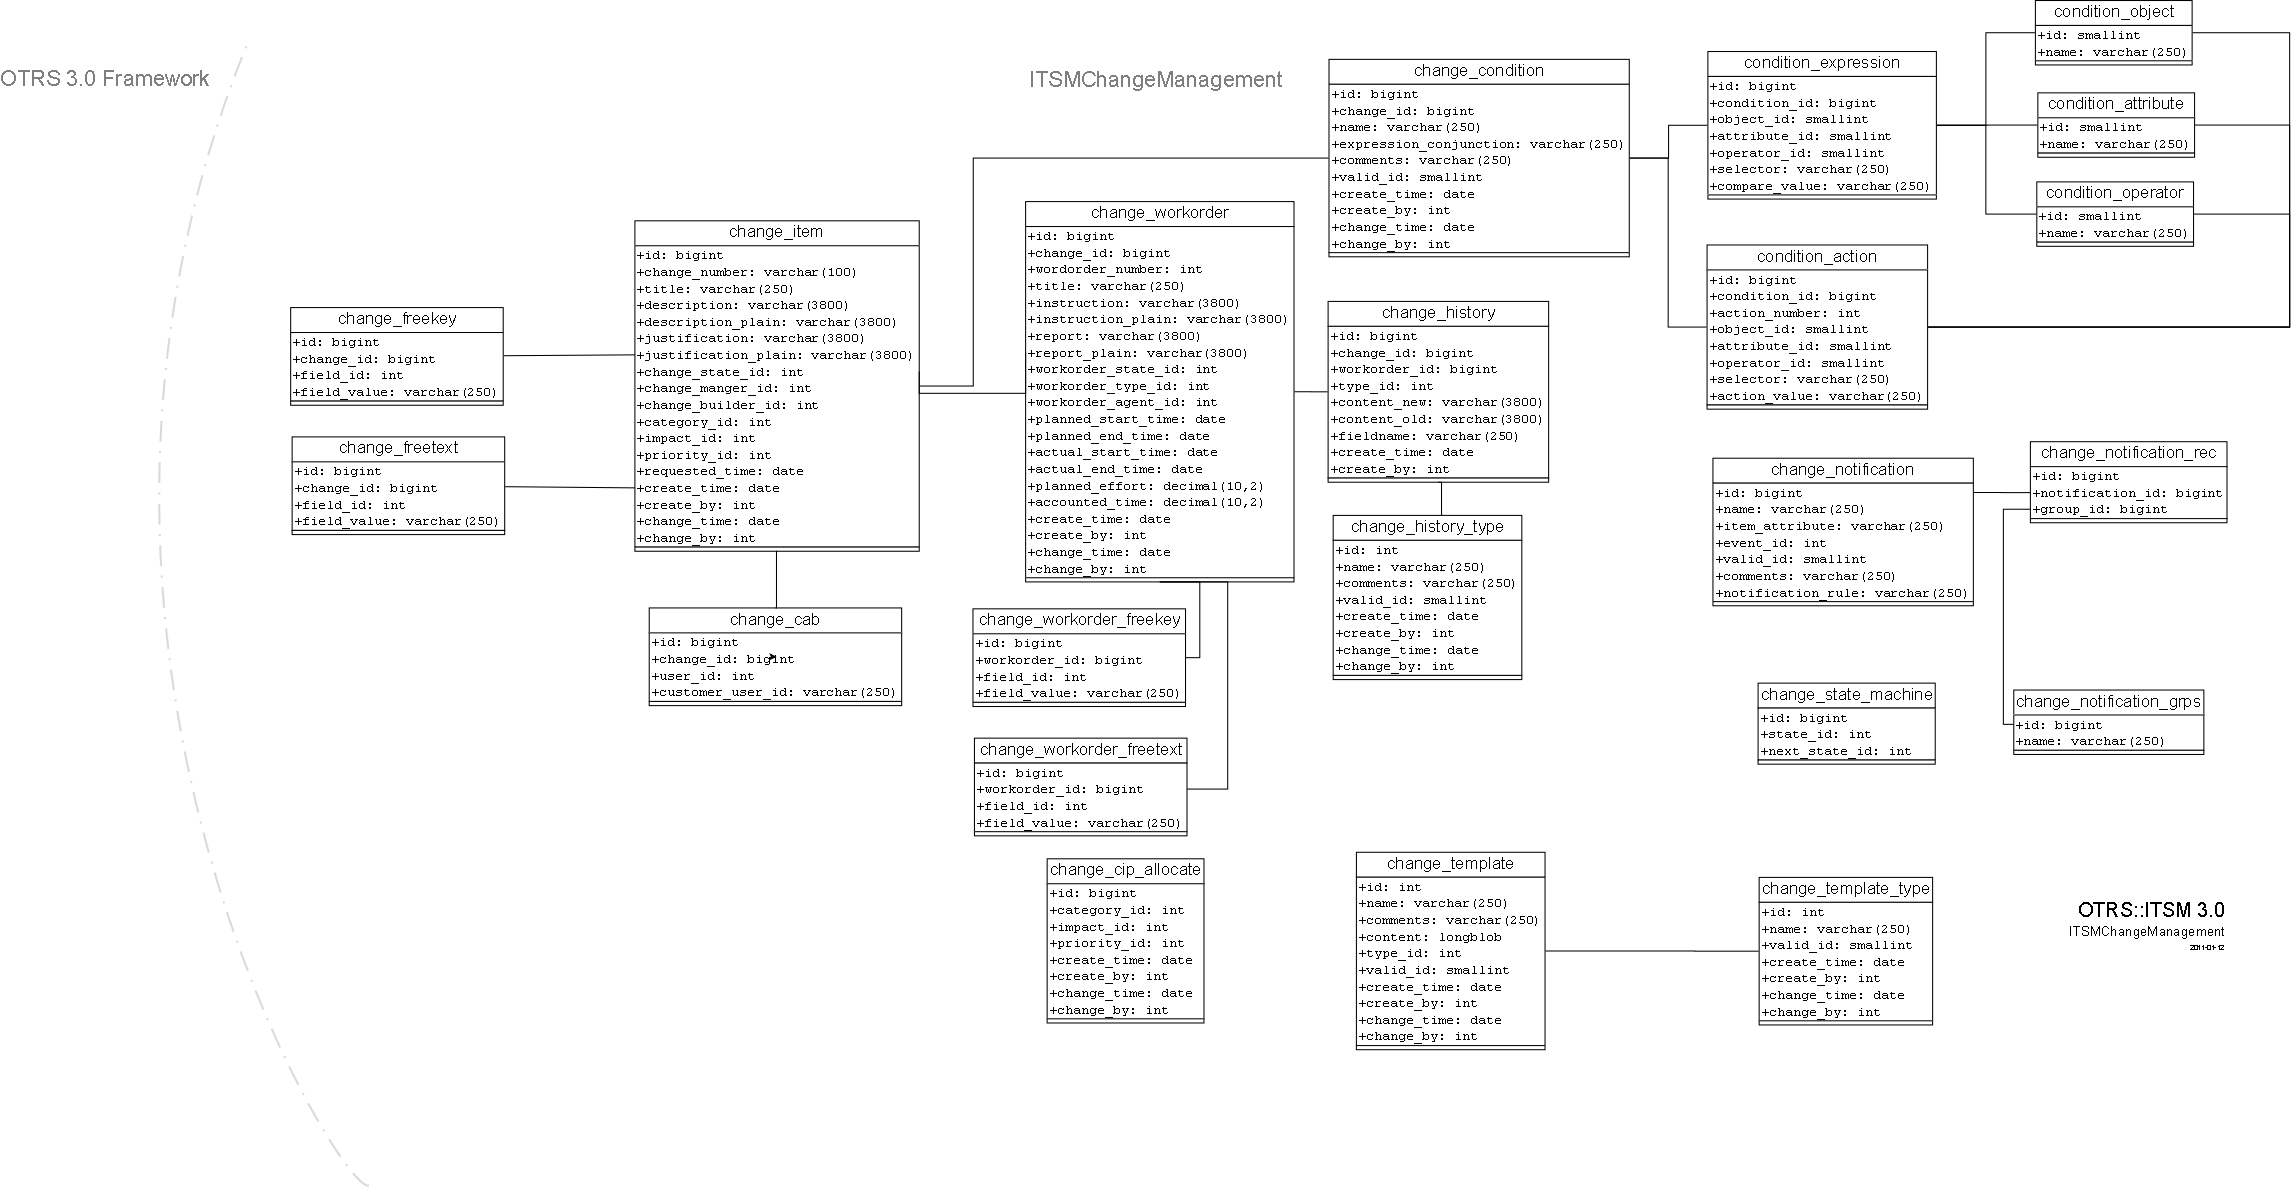 OTRS 3.0 Framework
ITSMChangeManagement
change_freekey
+id: bigint
+change_id: bigint
+field_id: int
+field_value: varchar(250)
change_freetext
+id: bigint
+change_id: bigint
+field_id: int
+field_value: varchar(250)
change_item
+id: bigint
+change_number: varchar(100)
+title: varchar(250)
+description: varchar(3800)
+description_plain: varchar(3800)
+justification: varchar(3800)
+justification_plain: varchar(3800)
+change_state_id: int
+change_manger_id: int
+change_builder_id: int
+category_id: int
+impact_id: int
+priority_id: int
+requested_time: date
+create_time: date
+create_by: int
+change_time: date
+change_by: int
change_cab
+id: bigint
+change_id: bigint
+user_id: int
+customer_user_id: varchar(250)
change_workorder
+id: bigint
+change_id: bigint
+wordorder_number: int
+title: varchar(250)
+instruction: varchar(3800)
+instruction_plain: varchar(3800)
+report: varchar(3800)
+report_plain: varchar(3800)
+workorder_state_id: int
+workorder_type_id: int
+workorder_agent_id: int
+planned_start_time: date
+planned_end_time: date
+actual_start_time: date
+actual_end_time: date
+planned_effort: decimal(10,2)
+accounted_time: decimal(10,2)
+create_time: date
+create_by: int
+change_time: date
+change_by: int
change_workorder_freekey
+id: bigint
+workorder_id: bigint
+field_id: int
+field_value: varchar(250)
change_workorder_freetext
+id: bigint
+workorder_id: bigint
+field_id: int
+field_value: varchar(250)
change_cip_allocate
+id: bigint
+category_id: int
+impact_id: int
+priority_id: int
+create_time: date
+create_by: int
+change_time: date
+change_by: int
change_condition
+id: bigint
+change_id: bigint
+name: varchar(250)
+expression_conjunction: varchar(250)
+comments: varchar(250)
+valid_id: smallint
+create_time: date
+create_by: int
+change_time: date
+change_by: int
change_history
+id: bigint
+change_id: bigint
+workorder_id: bigint
+type_id: int
+content_new: varchar(3800)
+content_old: varchar(3800)
+fieldname: varchar(250)
+create_time: date
+create_by: int
change_history_type
+id: int
+name: varchar(250)
+comments: varchar(250)
+valid_id: smallint
+create_time: date
+create_by: int
+change_time: date
+change_by: int
change_template
+id: int
+name: varchar(250)
+comments: varchar(250)
+content: longblob
+type_id: int
+valid_id: smallint
+create_time: date
+create_by: int
+change_time: date
+change_by: int
condition_expression
+id: bigint
+condition_id: bigint
+object_id: smallint
+attribute_id: smallint
+operator_id: smallint
+selector: varchar(250)
+compare_value: varchar(250)
condition_action
+id: bigint
+condition_id: bigint
+action_number: int
+object_id: smallint
+attribute_id: smallint
+operator_id: smallint
+selector: varchar(250)
+action_value: varchar(250)
change_notification
+id: bigint
+name: varchar(250)
+item_attribute: varchar(250)
+event_id: int
+valid_id: smallint
+comments: varchar(250)
+notification_rule: varchar(250)
change_state_machine
+id: bigint
+state_id: int
+next_state_id: int
change_template_type
+id: int
+name: varchar(250)
+valid_id: smallint
+create_time: date
+create_by: int
+change_time: date
+change_by: int
condition_object
+id: smallint
+name: varchar(250)
condition_attribute
+id: smallint
+name: varchar(250)
condition_operator
+id: smallint
+name: varchar(250)
change_notification_rec
+id: bigint
+notification_id: bigint
+group_id: bigint
change_notification_grps
+id: bigint
+name: varchar(250)
OTRS::ITSM 3.0
ITSMChangeManagement
2011-01-12